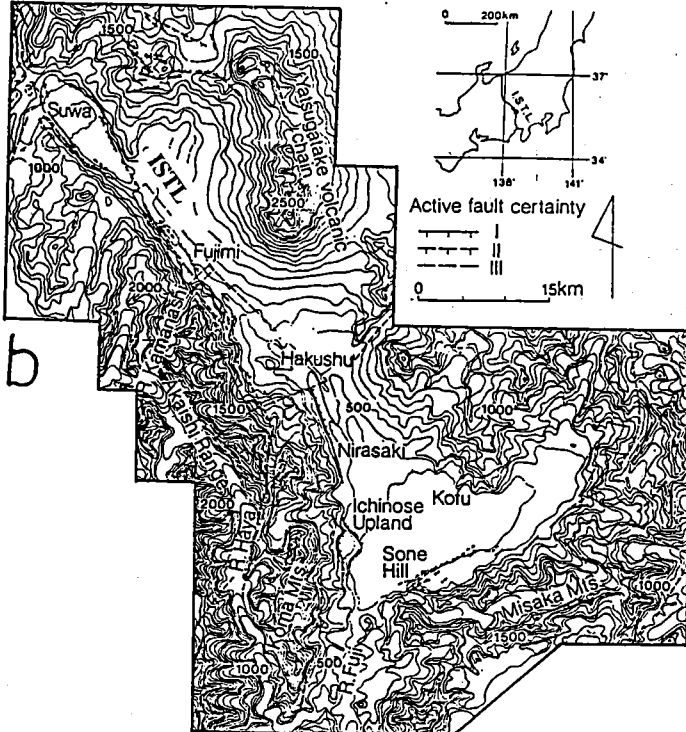 1500
1500
0 200km
37°
I.S.T.L
34°
138° 141°
Suwa
1000
ISTL
Yatsugatake volcanic
chain
2500
Active fault certainty
I
II
III
0 15km
Fujimi
2000
b
Hakushu
1500
500
1000
Nirasaki
Kofu
Ichinose
Upland
2000
R. Haya
Sone
Hill
Misaka Mts.
1000
1500
1000
500
R. Fuji